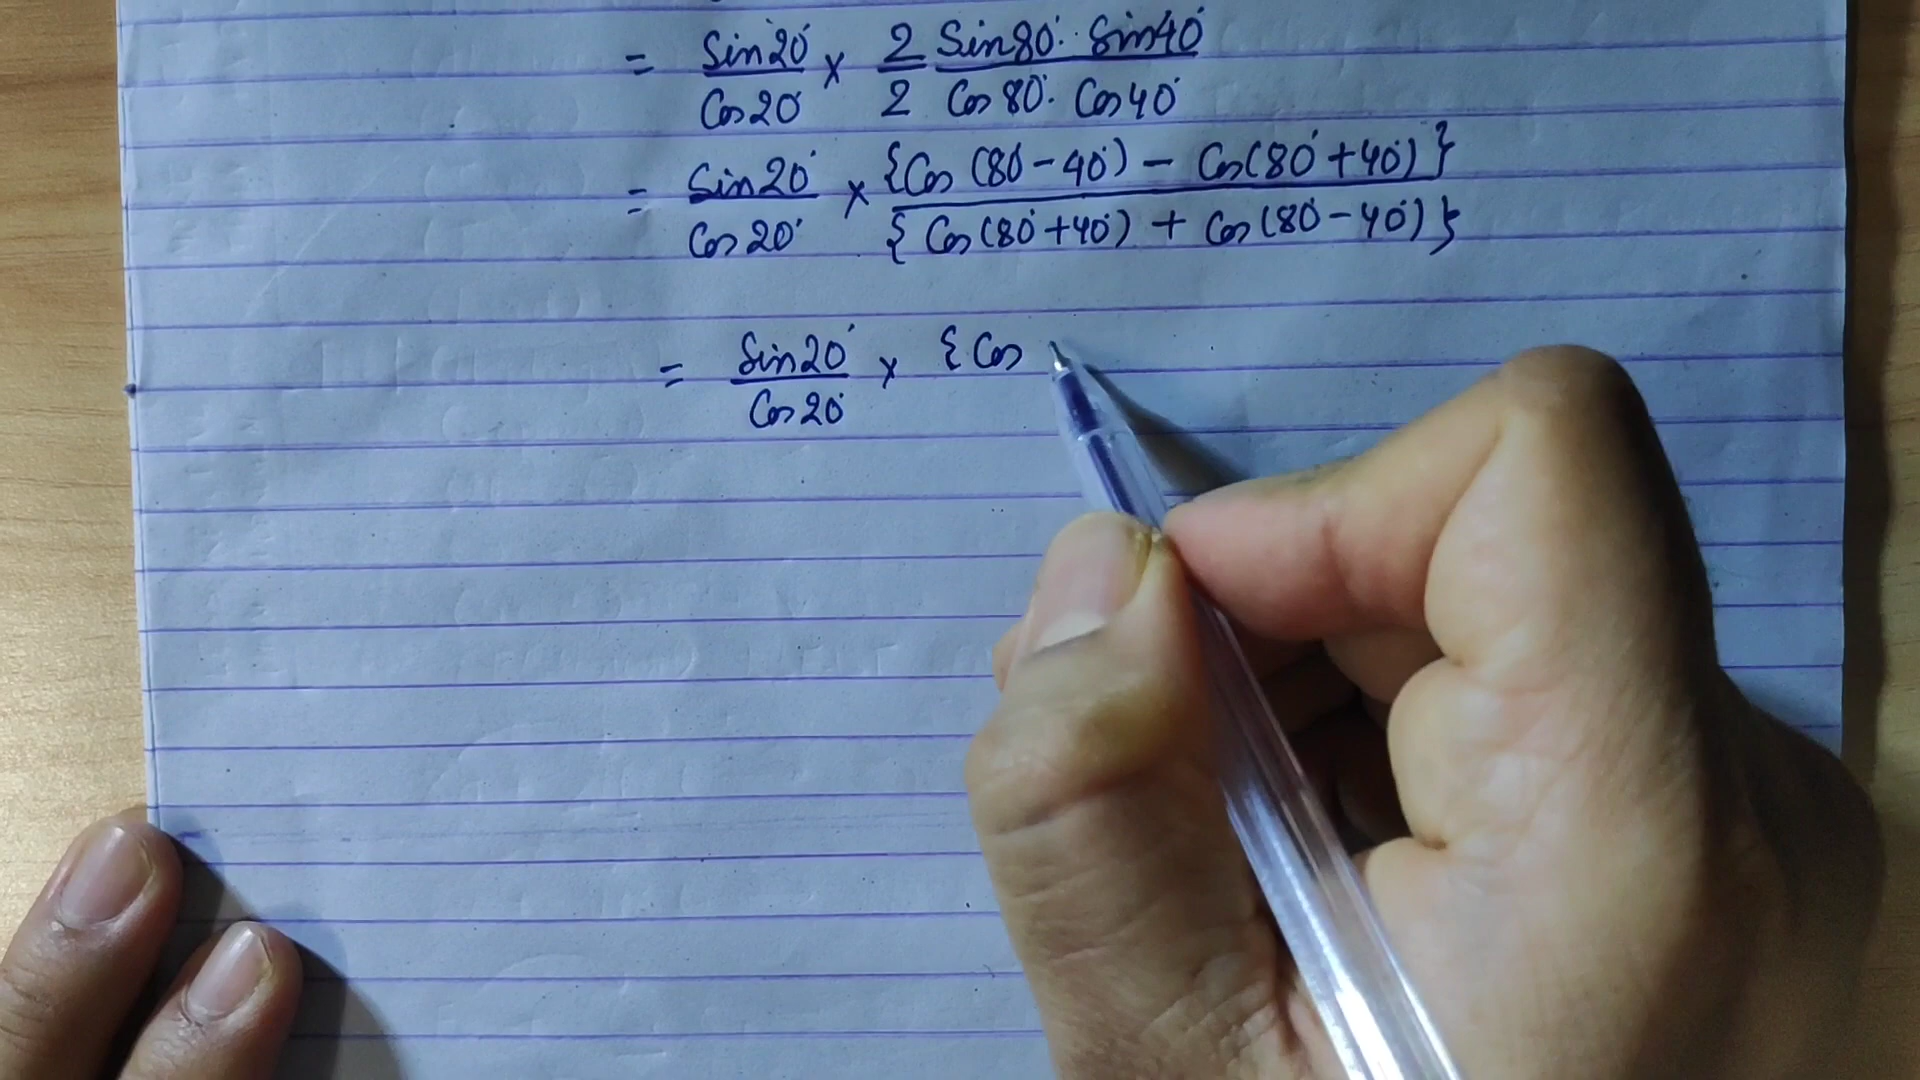 = Sin20°/Cos20° × 2/2 Sin80°. Sin40°/Cos80°. Cos40°
= Sin20°/Cos20° × {Cos (80°-40°) - Cos(80°+40°)}/{Cos(80°+40°) + Cos(80°-40°)}
= Sin20°/Cos20° × {Cos